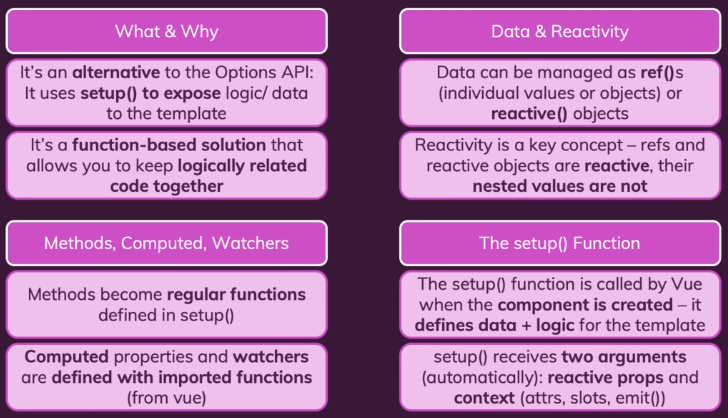 What & Why
It's an alternative to the Options API:
It uses setup() to expose logic/ data
to the template
It's a function-based solution that
allows you to keep logically related
code together
Data & Reactivity
Data can be managed as ref()s
(individual values or objects) or
reactive() objects
Reactivity is a key concept – refs and
reactive objects are reactive, their
nested values are not
Methods, Computed, Watchers
Methods become regular functions
defined in setup()
Computed properties and watchers
are defined with imported functions
(from vue)
The setup() Function
The setup() function is called by Vue
when the component is created – it
defines data + logic for the template
setup() receives two arguments
(automatically): reactive props and
context (attrs, slots, emit())